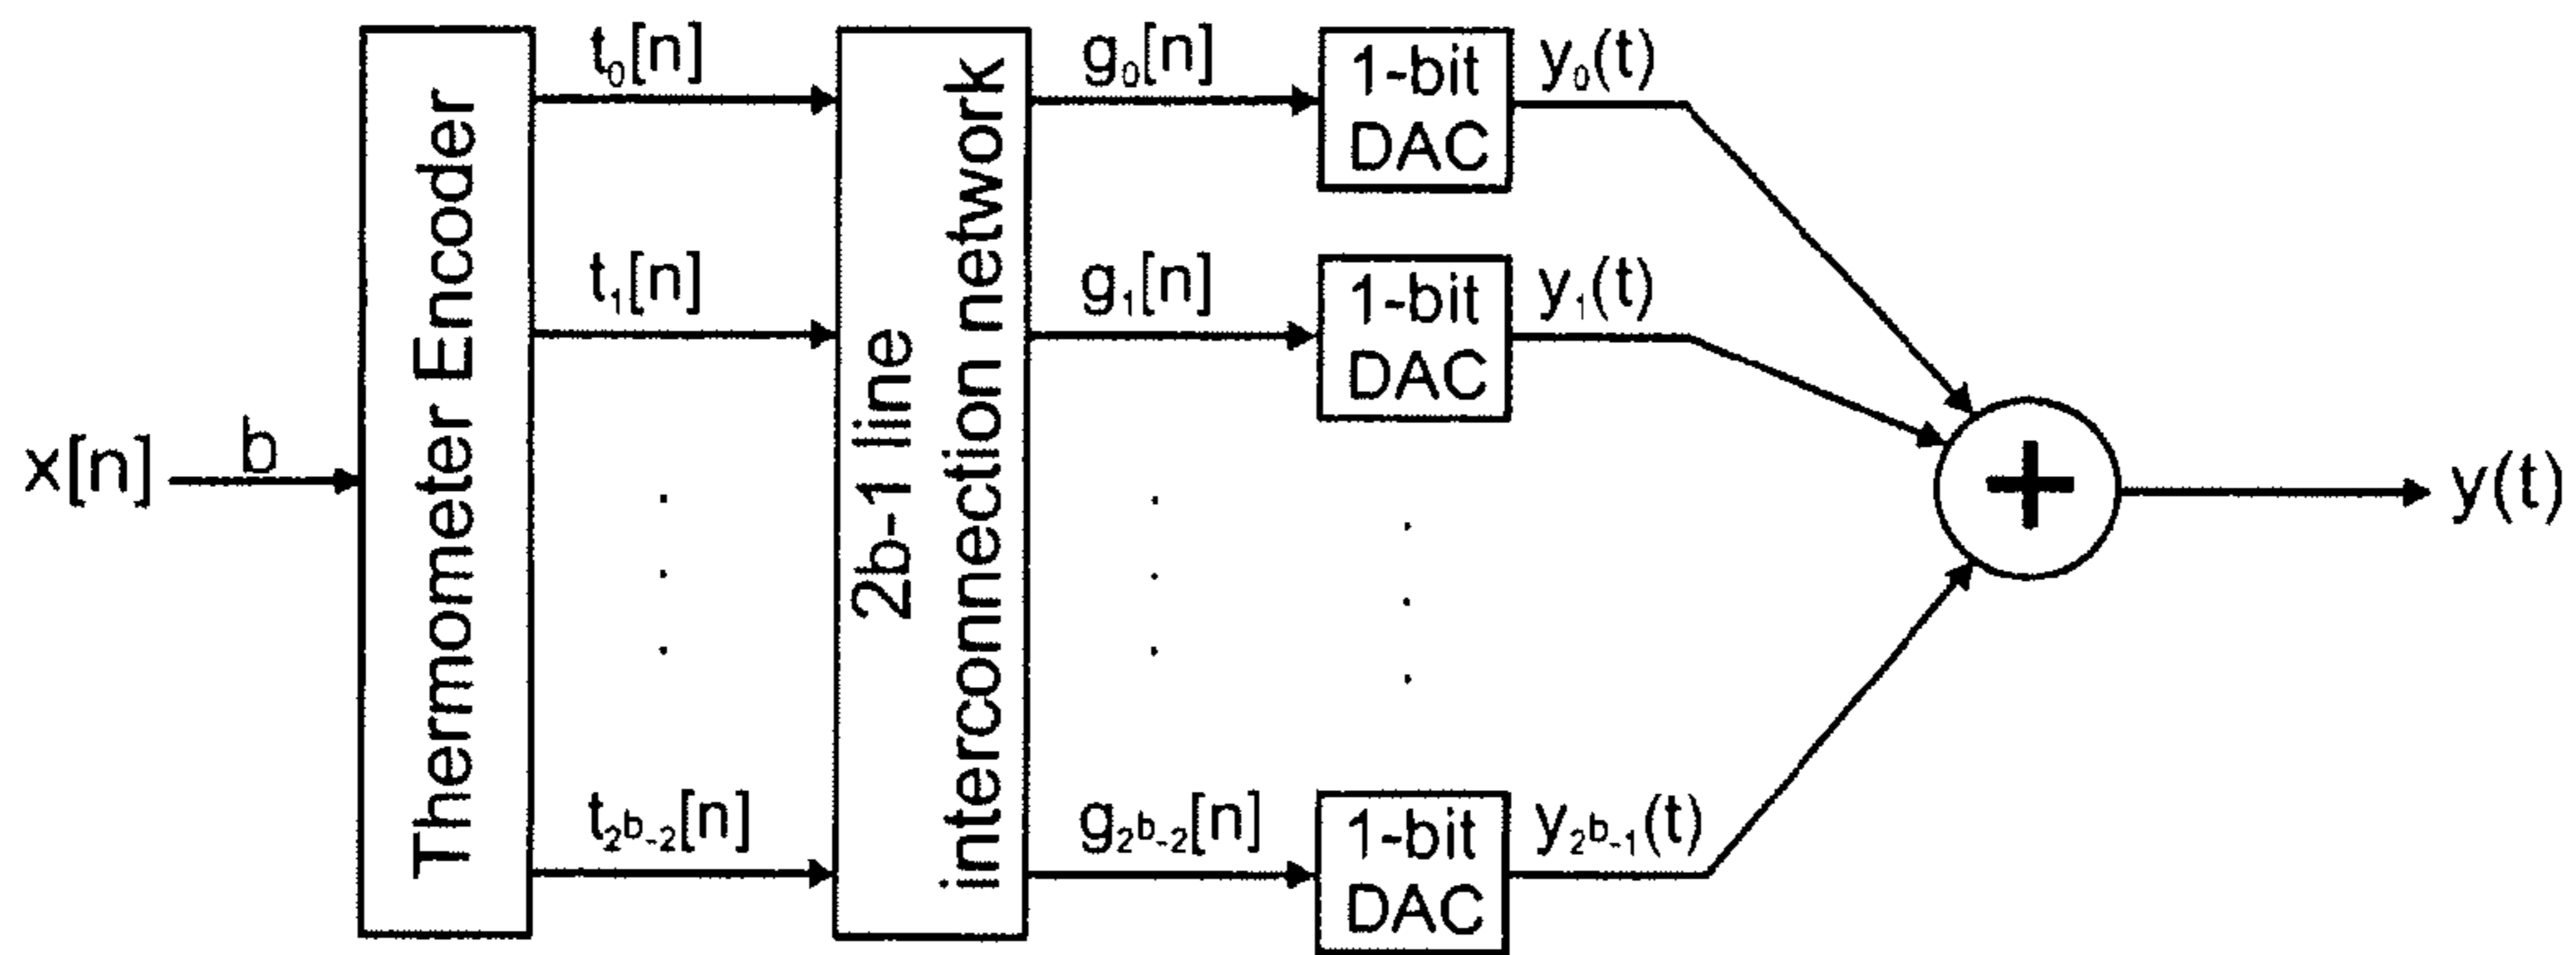 x[n]
b
Thermometer Encoder
t₀[n]
t₁[n]
t₂b₋₂[n]
2b-1 line
interconnection network
g₀[n]
g₁[n]
g₂b₋₂[n]
1-bit
DAC
1-bit
DAC
1-bit
DAC
y₀(t)
y₁(t)
y₂b₋₁(t)
+
y(t)